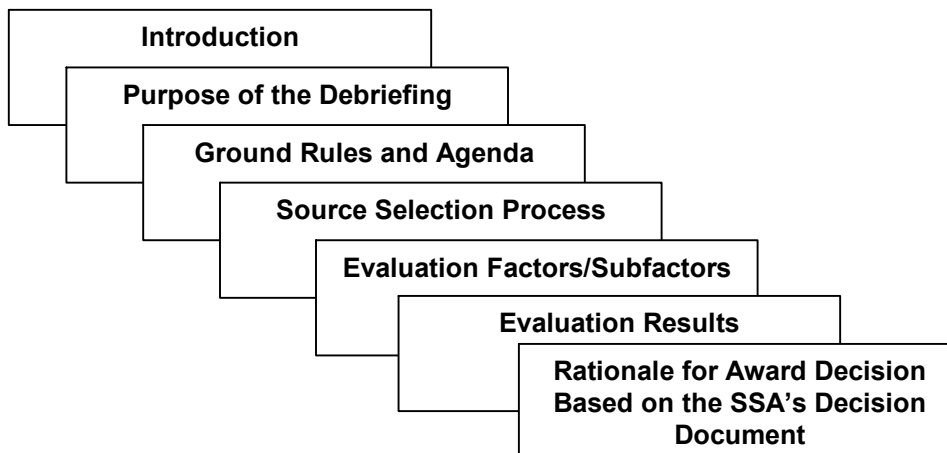 Introduction
Purpose of the Debriefing
Ground Rules and Agenda
Source Selection Process
Evaluation Factors/Subfactors
Evaluation Results
Rationale for Award Decision
Based on the SSA’s Decision
Document